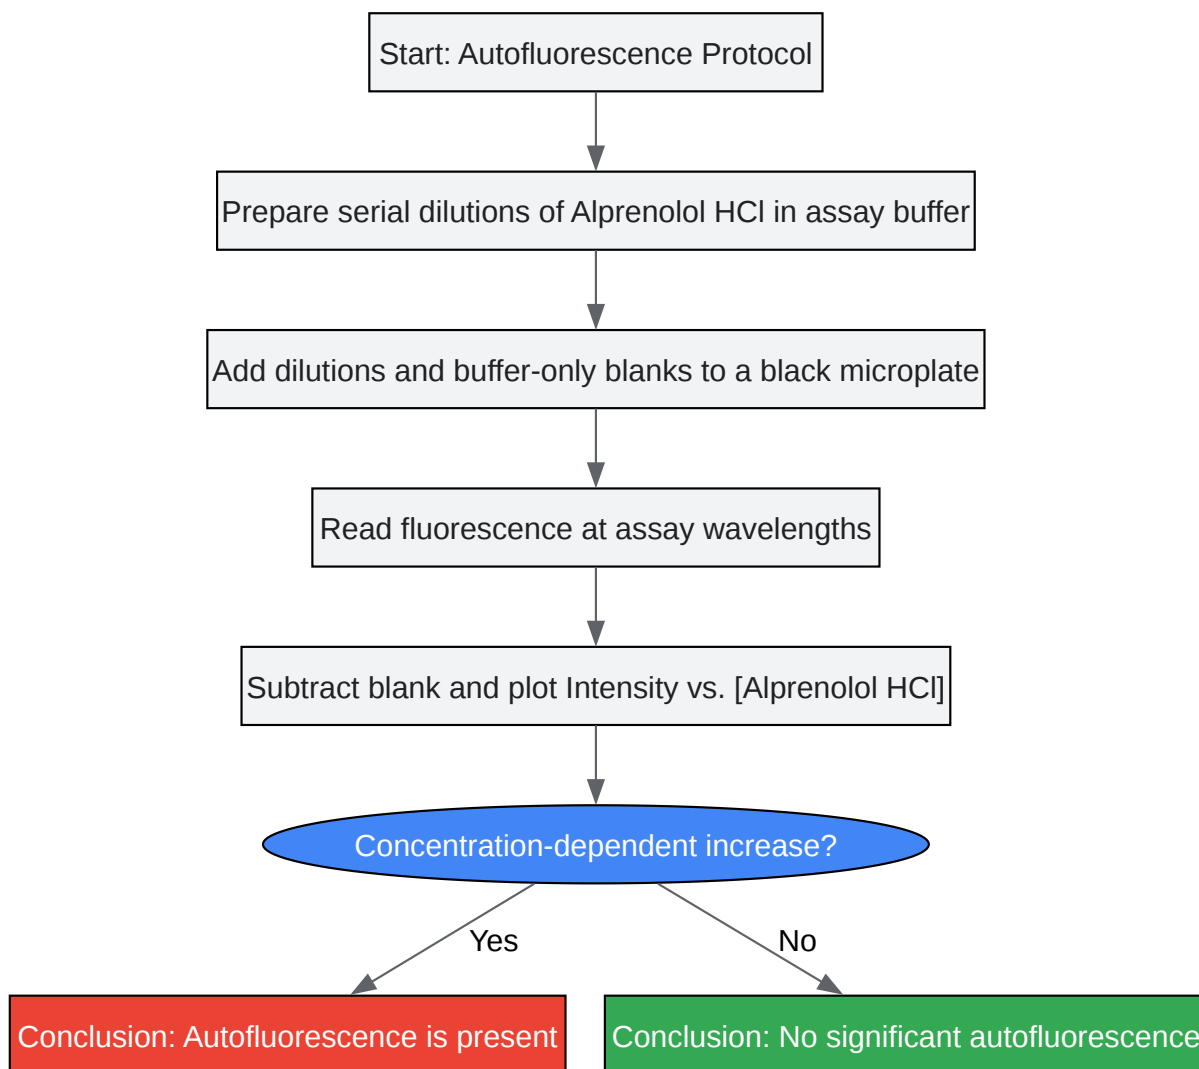 Start: Autofluorescence Protocol
Prepare serial dilutions of Alprenolol HCl in assay buffer
Add dilutions and buffer-only blanks to a black microplate
Read fluorescence at assay wavelengths
Subtract blank and plot Intensity vs. [Alprenolol HCl]
Concentration-dependent increase?
Yes
No
Conclusion: Autofluorescence is present
Conclusion: No significant autofluorescence